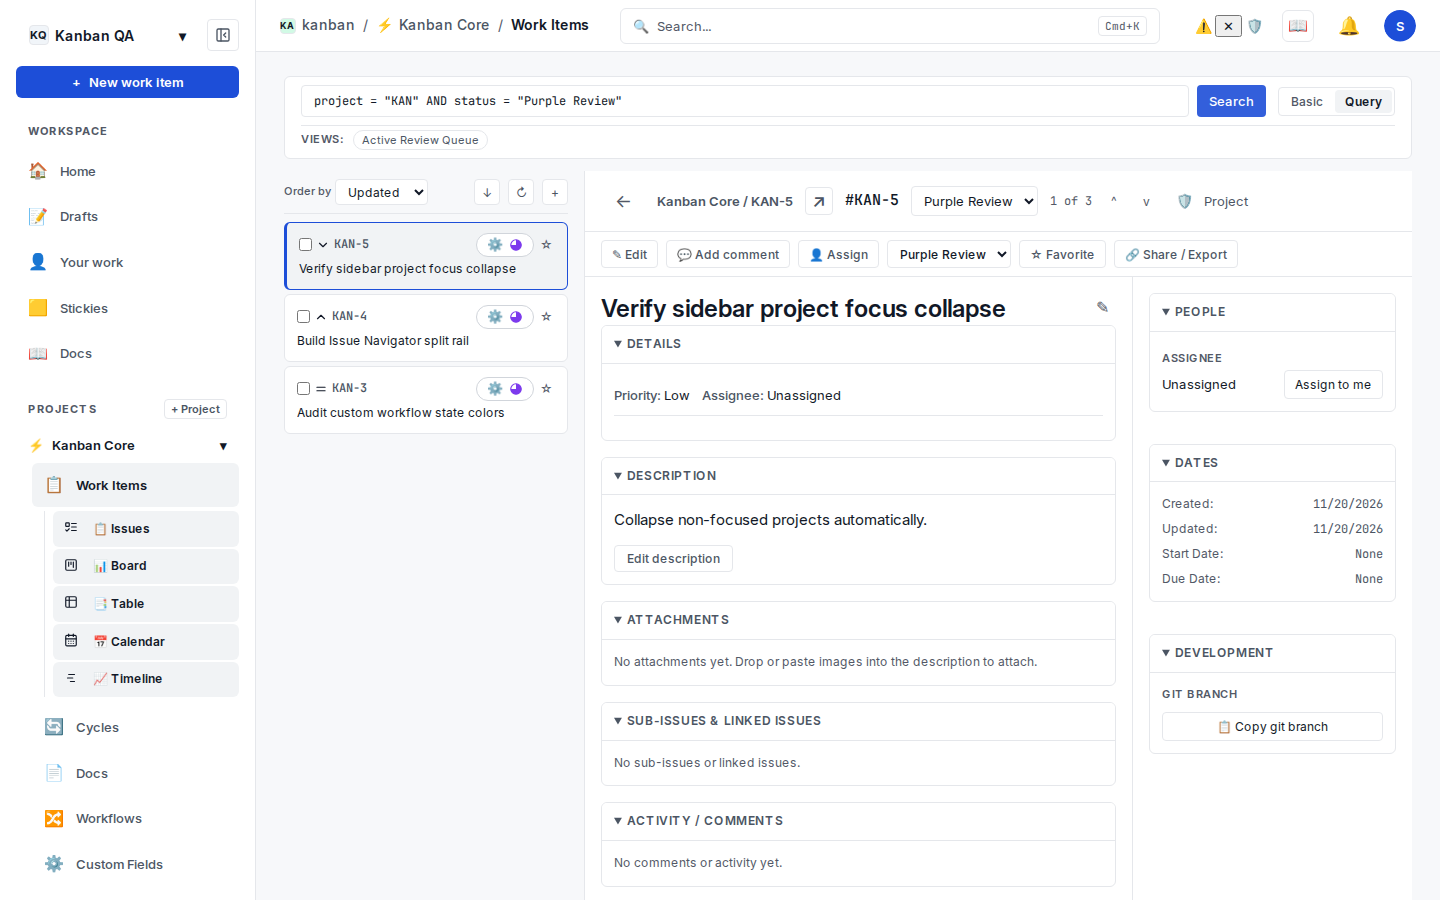 KQ Kanban QA ▾
+ New work item
WORKSPACE
Home
Drafts
Your work
Stickies
Docs
PROJECTS
+ Project
Kanban Core ▾
Work Items
Issues
Board
Table
Calendar
Timeline
Cycles
Docs
Workflows
Custom Fields
KA kanban / ⚡ Kanban Core / Work Items
Search... Cmd+K
✕
S
project = "KAN" AND status = "Purple Review"
Search
Basic Query
VIEWS: Active Review Queue
Order by Updated
↓ ↻ +
KAN-5
Verify sidebar project focus collapse
KAN-4
Build Issue Navigator split rail
KAN-3
Audit custom workflow state colors
← Kanban Core / KAN-5 #KAN-5 Purple Review 1 of 3 ^ v Project
✎ Edit
Add comment
Assign
Purple Review
☆ Favorite
Share / Export
Verify sidebar project focus collapse ✎
▼ DETAILS
Priority: Low Assignee: Unassigned
▼ DESCRIPTION
Collapse non-focused projects automatically.
Edit description
▼ ATTACHMENTS
No attachments yet. Drop or paste images into the description to attach.
▼ SUB-ISSUES & LINKED ISSUES
No sub-issues or linked issues.
▼ ACTIVITY / COMMENTS
No comments or activity yet.
▼ PEOPLE
ASSIGNEE
Unassigned Assign to me
▼ DATES
Created: 11/20/2026
Updated: 11/20/2026
Start Date: None
Due Date: None
▼ DEVELOPMENT
GIT BRANCH
Copy git branch